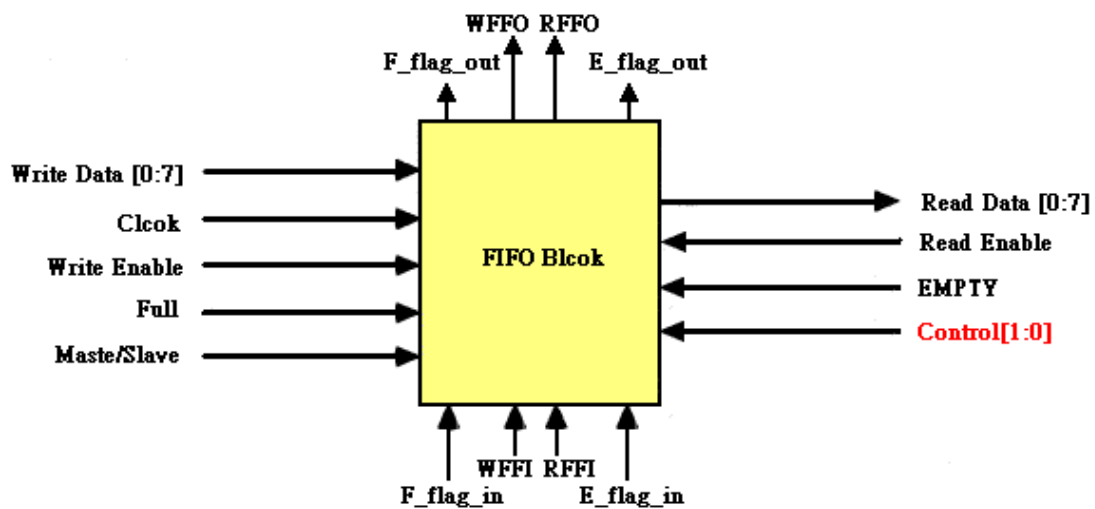 WFFO RFFO
F_flag_out E_flag_out
Write Data [0:7]
Clcok
Write Enable
Full
Maste/Slave
FIFO Blcok
Read Data [0:7]
Read Enable
EMPTY
Control[1:0]
WFFI RFFI
F_flag_in E_flag_in